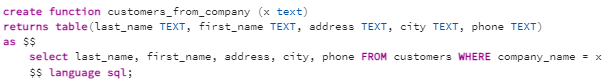 create function customers_from_company (x text)
returns table(last_name TEXT, first_name TEXT, address TEXT, city TEXT, phone TEXT)
as $$
select last_name, first_name, address, city, phone FROM customers WHERE company_name = x
$$ language sql;